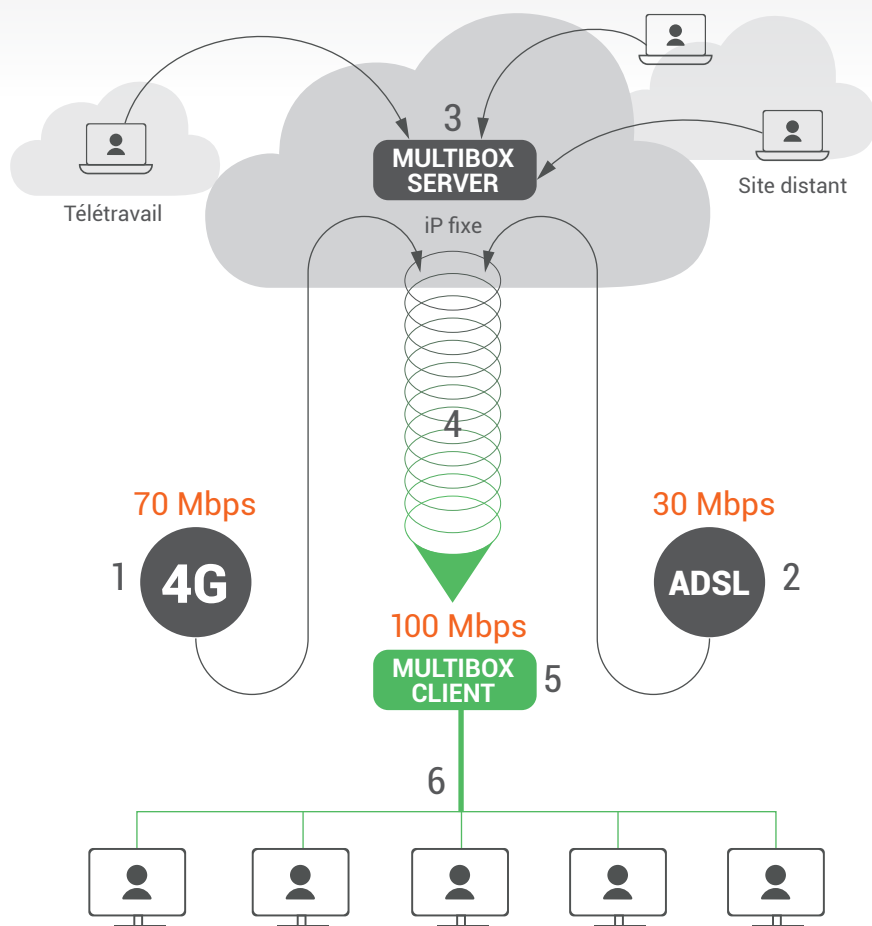 3
MULTIBOX
SERVER
Télétravail
Site distant
iP fixe
4
70 Mbps
30 Mbps
1
4G
ADSL
2
100 Mbps
MULTIBOX
CLIENT
5
6